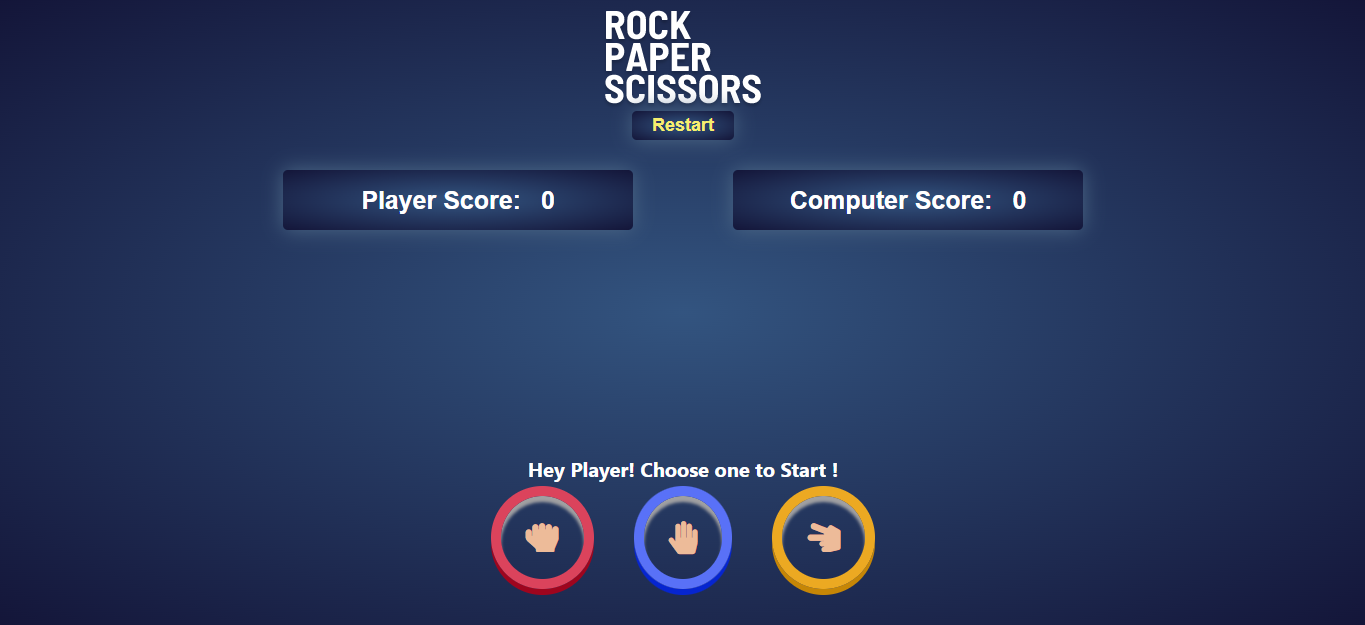 ROCK
PAPER
SCISSORS
Restart
Player Score: 0
Computer Score: 0
Hey Player! Choose one to Start !